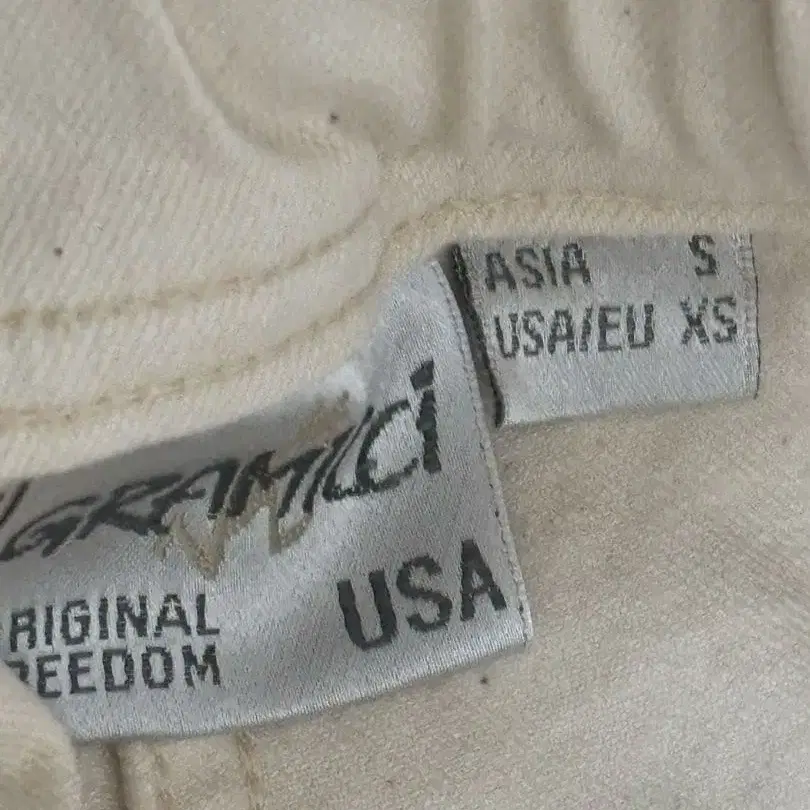 ASIA S
USA/EU XS
GRAMICCI
RIGINAL
REEDOM
USA